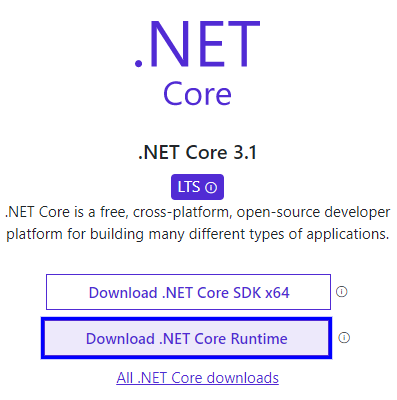 .NET
Core
.NET Core 3.1
LTS
.NET Core is a free, cross-platform, open-source developer
platform for building many different types of applications.
Download .NET Core SDK x64
Download .NET Core Runtime
All .NET Core downloads